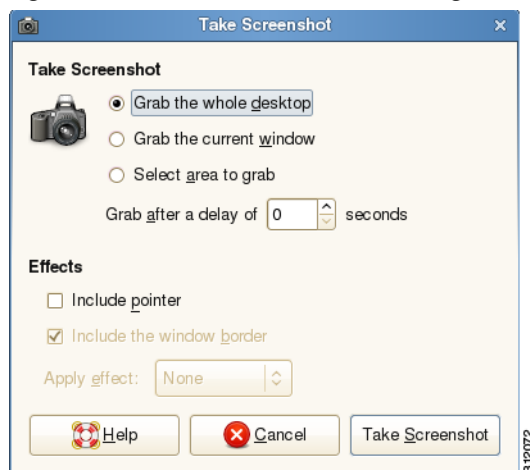 Take Screenshot
Take Screenshot
Grab the whole desktop
Grab the current window
Select area to grab
Grab after a delay of 0 seconds
Effects
Include pointer
Include the window border
Apply effect: None
Help Cancel Take Screenshot